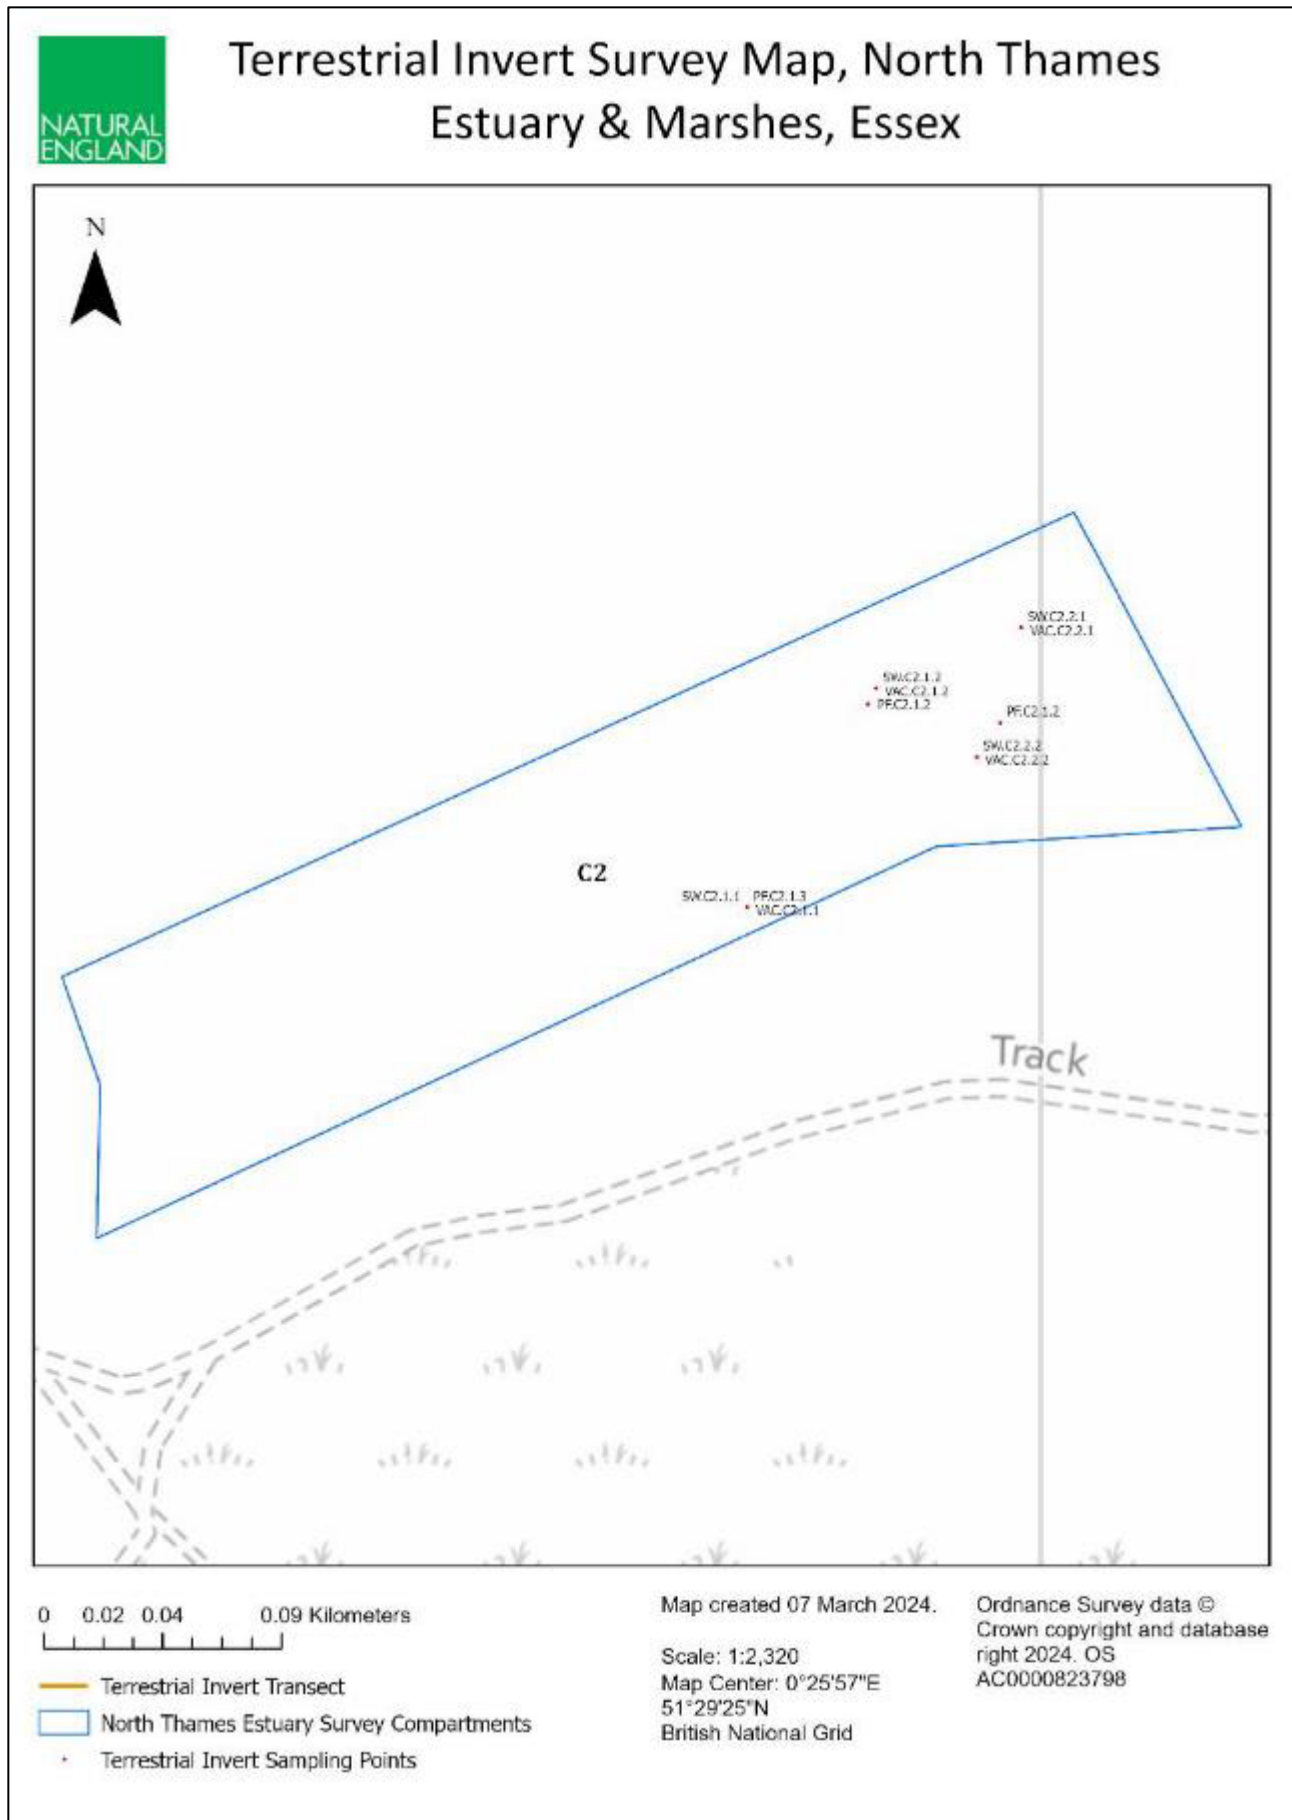 NATURAL
ENGLAND
Terrestrial Invert Survey Map, North Thames
Estuary & Marshes, Essex
N
SW.C2.2.1
VAC.C2.2.1
SW.C2.1.2
VAC.C2.1.2
PF.C2.1.2
PF.C2.1.2
SW.C2.2.2
VAC.C2.2.2
C2
SW.C2.1.1 PF.C2.1.3
VAC.C2.1.1
Track
0 0.02 0.04 0.09 Kilometers
Terrestrial Invert Transect
North Thames Estuary Survey Compartments
Terrestrial Invert Sampling Points
Map created 07 March 2024.
Scale: 1:2,320
Map Center: 0°25'57"E
51°29'25"N
British National Grid
Ordnance Survey data ©
Crown copyright and database
right 2024. OS
AC0000823798